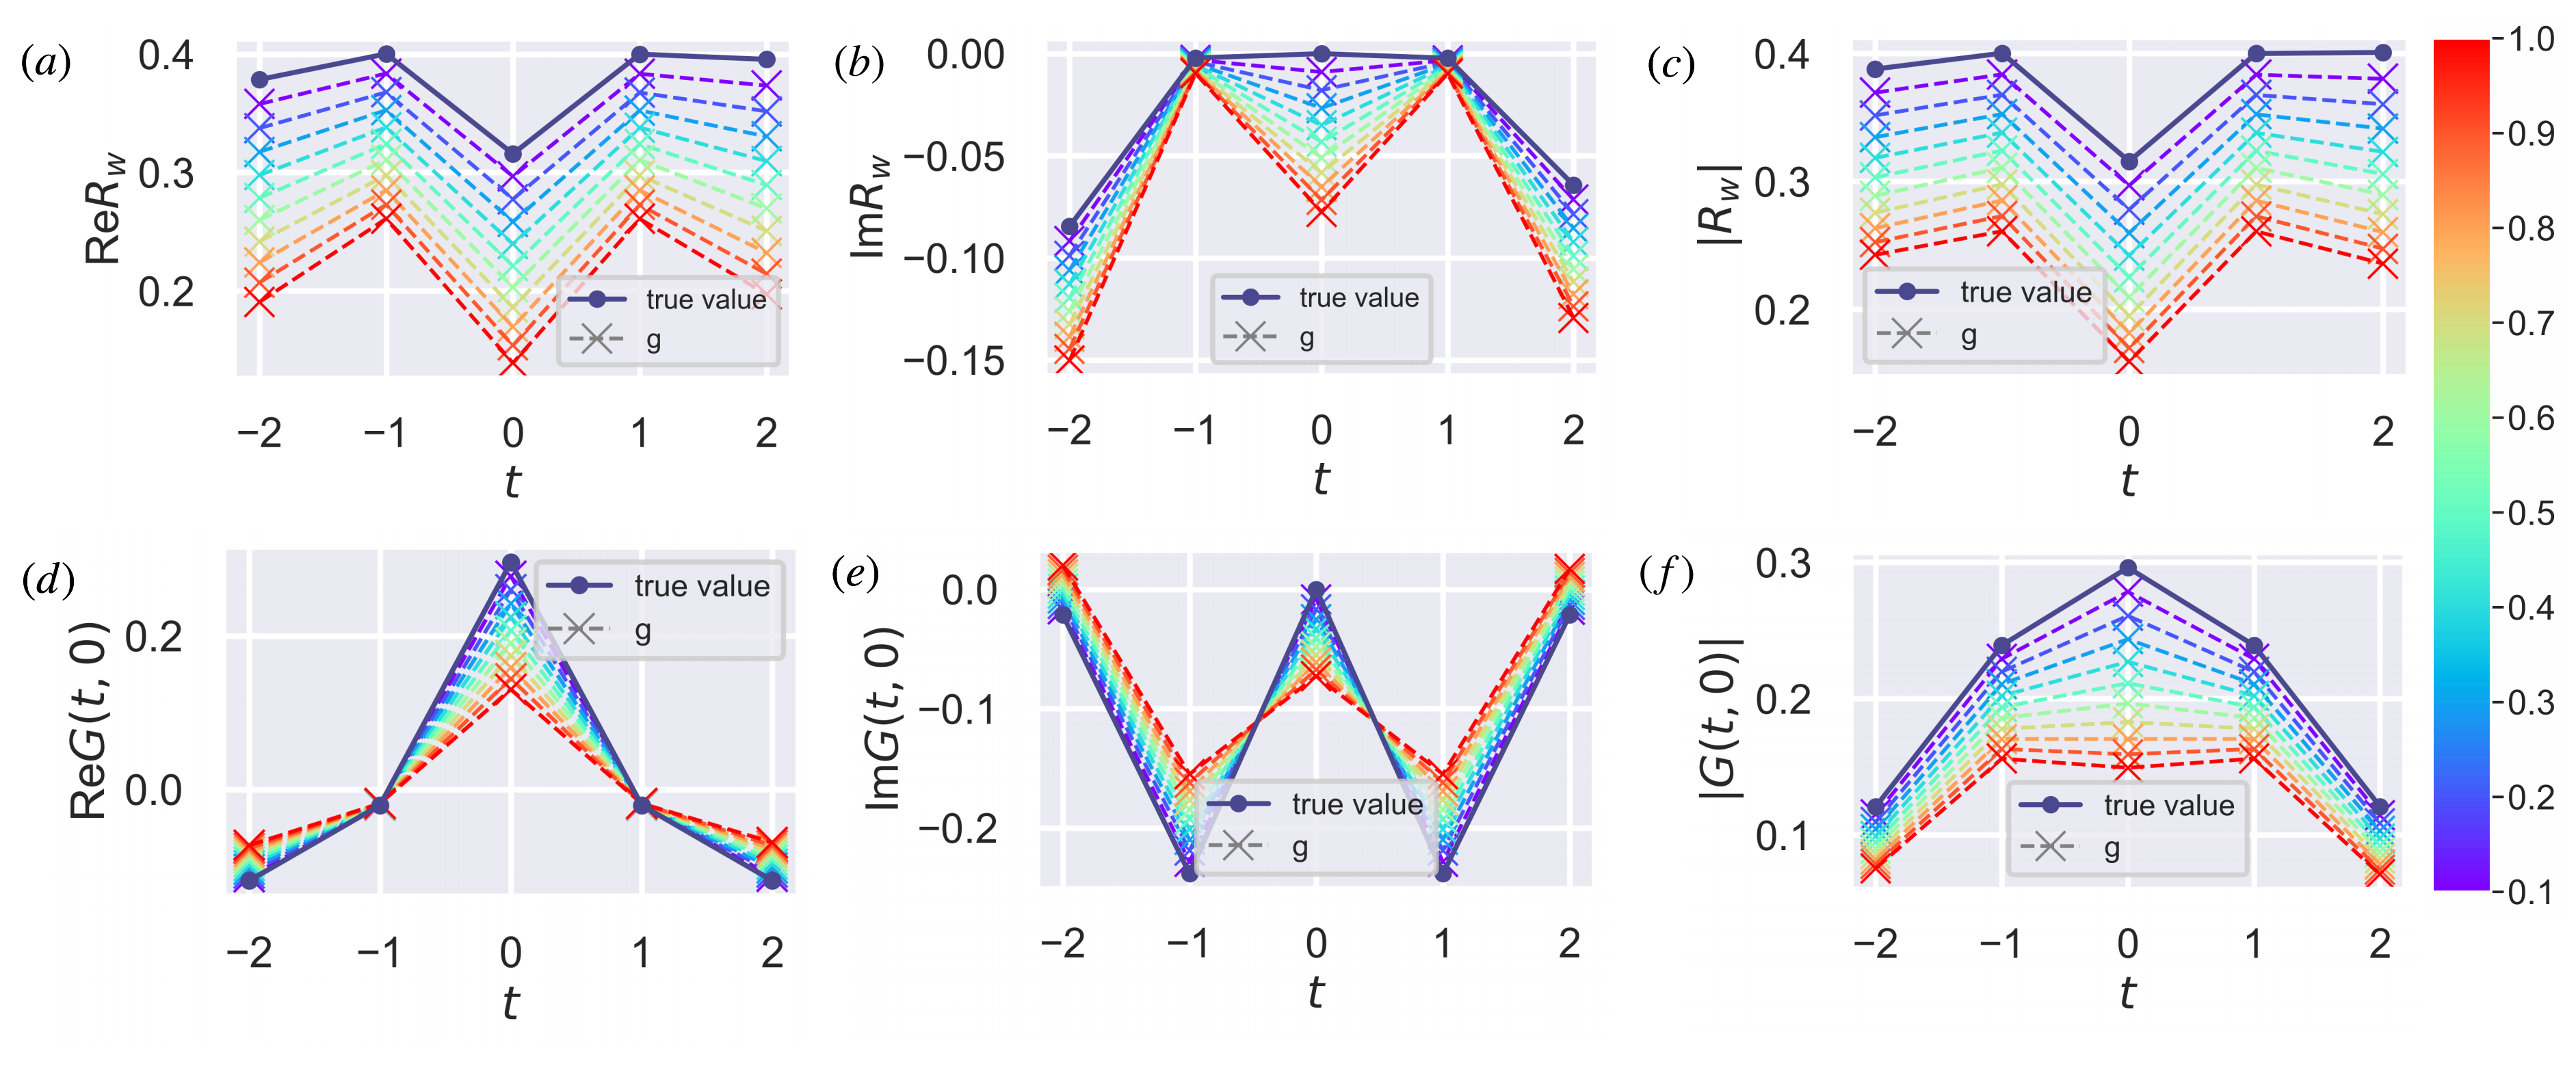 (a)
0.4
0.3
0.2
ReR_w
true value
g
−2 −1 0 1 2
t
(b)
0.00
−0.05
−0.10
−0.15
ImR_w
true value
g
−2 −1 0 1 2
t
(c)
0.4
0.3
0.2
|R_w|
true value
g
−2 0 2
t
1.0
0.9
0.8
0.7
0.6
0.5
0.4
0.3
0.2
0.1
(d)
0.2
0.0
ReG(t, 0)
true value
g
−2 −1 0 1 2
t
(e)
0.0
−0.1
−0.2
ImG(t, 0)
true value
g
−2 −1 0 1 2
t
(f)
0.3
0.2
0.1
|G(t, 0)|
true value
g
−2 −1 0 1 2
t